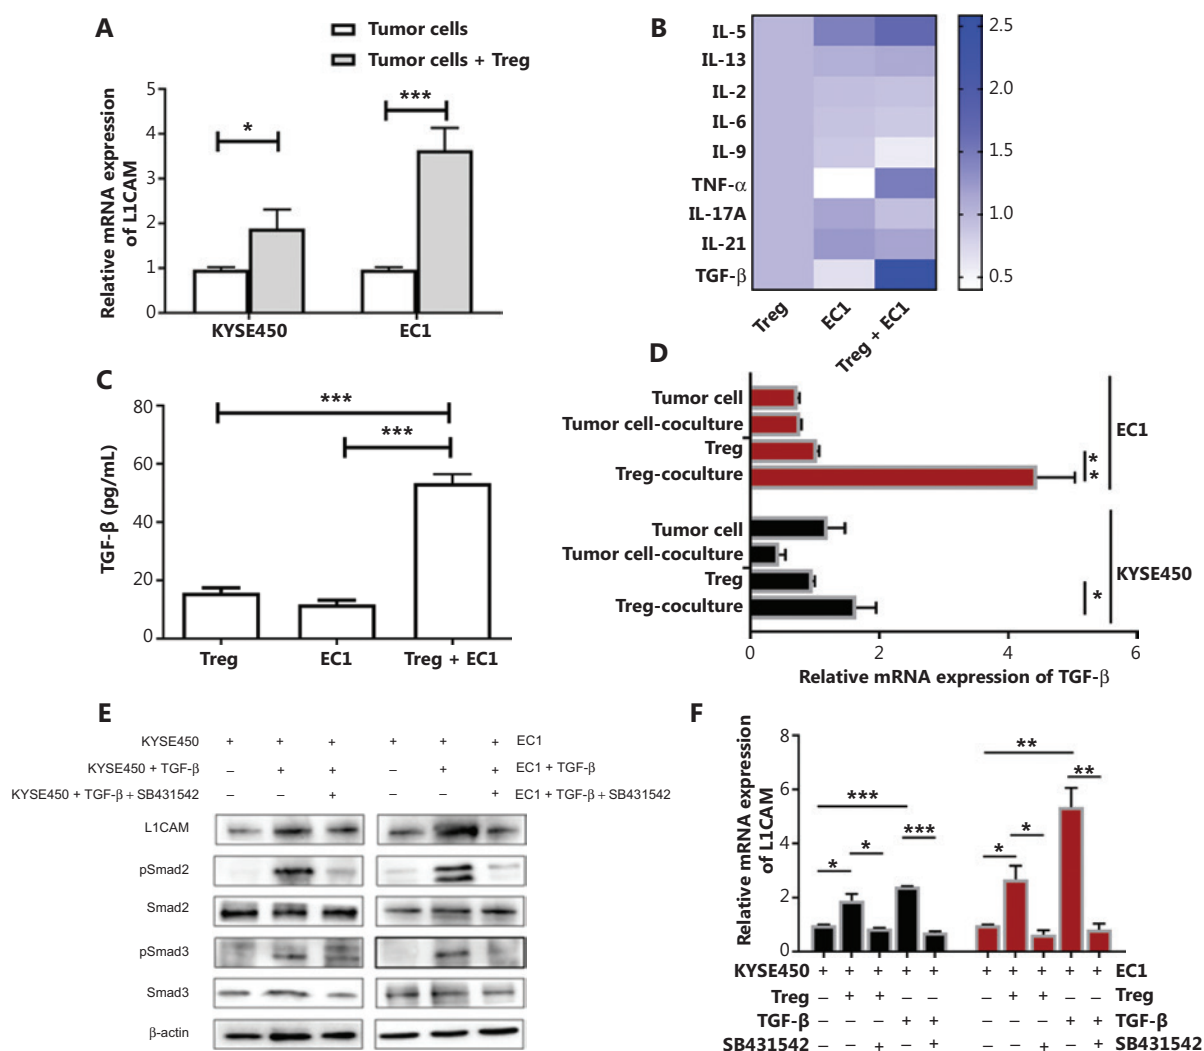 A
Tumor cells
Tumor cells + Treg
Relative mRNA expression
of L1CAM
5
4
3
2
1
0
*
***
KYSE450
EC1
B
IL-5
IL-13
IL-2
IL-6
IL-9
TNF-α
IL-17A
IL-21
TGF-β
Treg
EC1
Treg + EC1
2.5
2.0
1.5
1.0
0.5
C
TGF-β (pg/mL)
80
60
40
20
0
***
***
Treg
EC1
Treg + EC1
D
Tumor cell
Tumor cell-coculture
Treg
Treg-coculture
**
EC1
Tumor cell
Tumor cell-coculture
Treg
Treg-coculture
*
KYSE450
0 2 4 6
Relative mRNA expression of TGF-β
E
KYSE450 + + + + + + EC1
KYSE450 + TGF-β – + + – + + EC1 + TGF-β
KYSE450 + TGF-β + SB431542 – – + – – + EC1 + TGF-β + SB431542
L1CAM
pSmad2
Smad2
pSmad3
Smad3
β-actin
F
Relative mRNA expression
of L1CAM
8
6
4
2
0
*
*
***
***
*
*
**
**
KYSE450 + + + + + + + + + + EC1
Treg – + + – – – + + – – Treg
TGF-β – – – + + – – – + + TGF-β
SB431542 – – + – + – – + – + SB431542